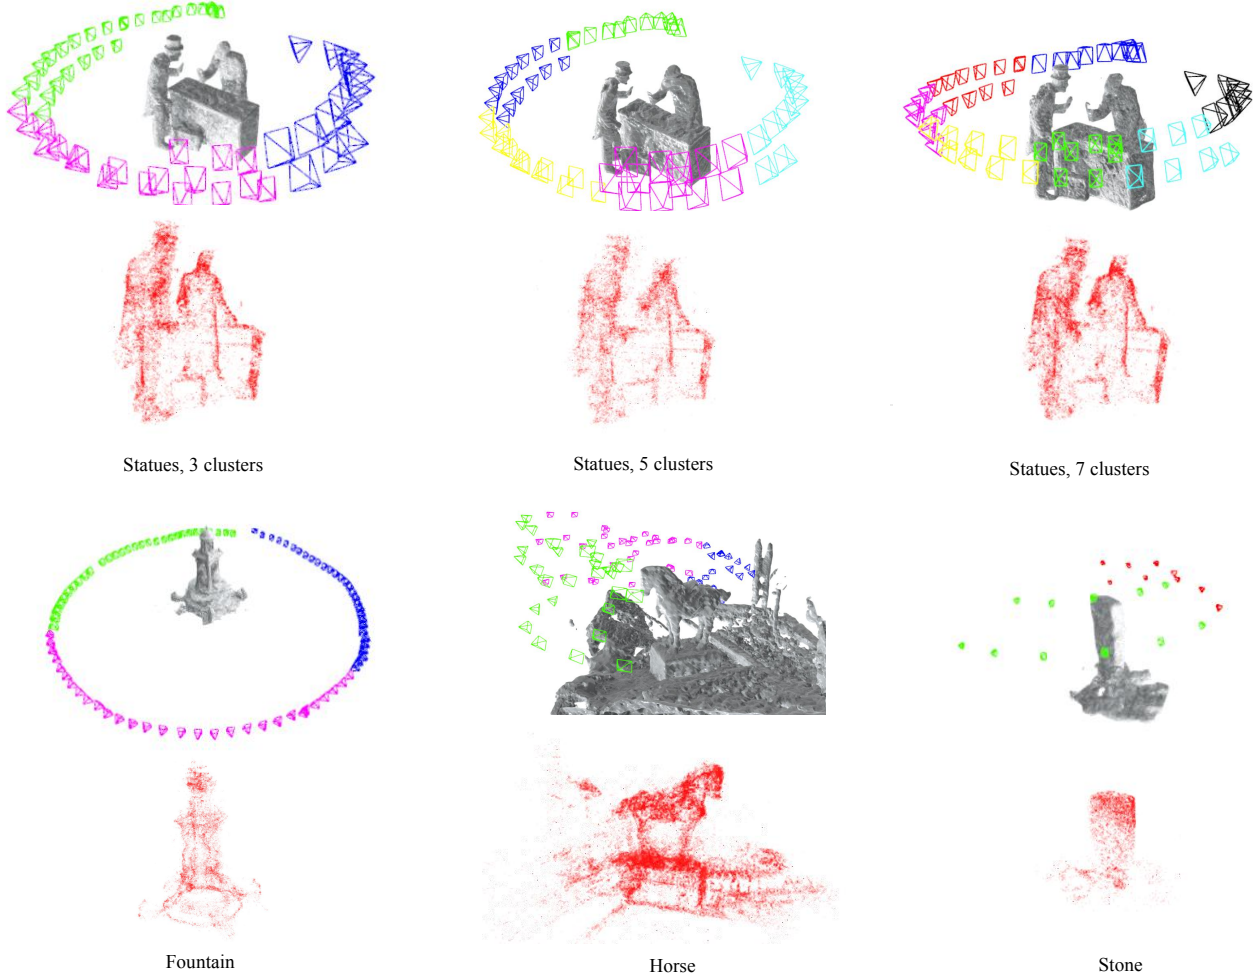 Statues, 3 clusters
Statues, 5 clusters
Statues, 7 clusters
Fountain
Horse
Stone